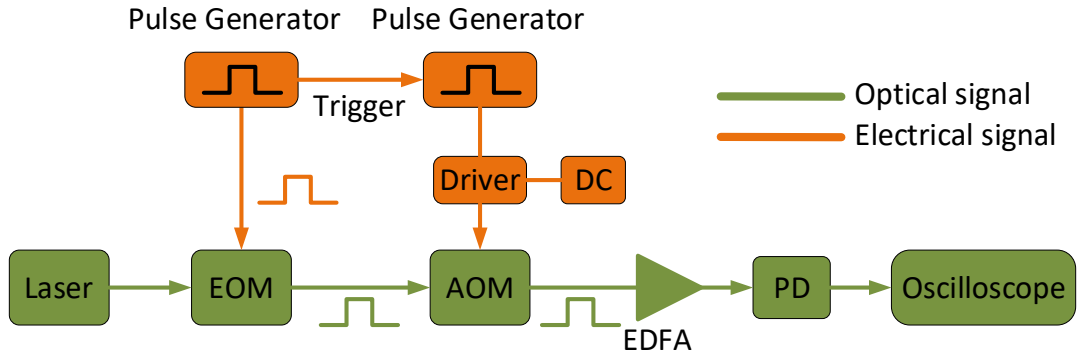 Pulse Generator
Pulse Generator
Trigger
Optical signal
Electrical signal
Driver
DC
Laser
EOM
AOM
EDFA
PD
Oscilloscope